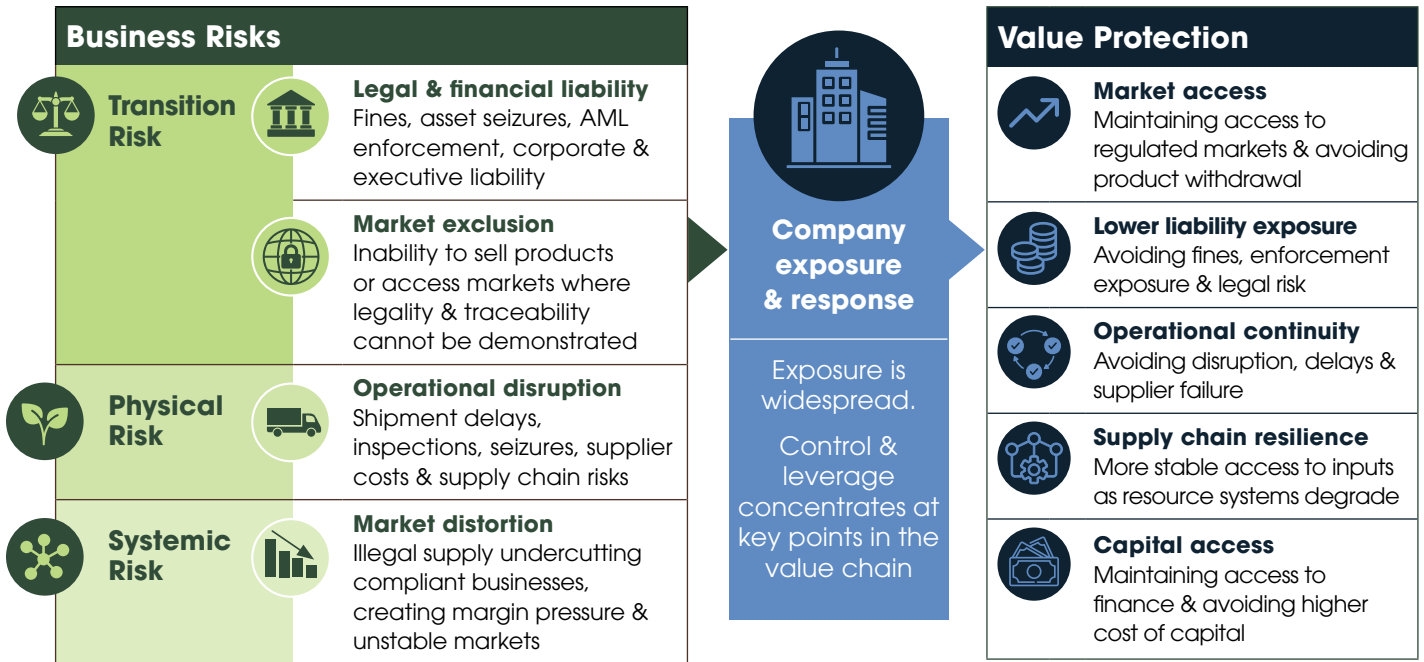 Business Risks
Transition
Risk
Legal & financial liability
Fines, asset seizures, AML
enforcement, corporate &
executive liability
Market exclusion
Inability to sell products
or access markets where
legality & traceability
cannot be demonstrated
Physical
Risk
Operational disruption
Shipment delays,
inspections, seizures, supplier
costs & supply chain risks
Systemic
Risk
Market distortion
Illegal supply undercutting
compliant businesses,
creating margin pressure &
unstable markets
Company
exposure
& response
Exposure is
widespread.
Control &
leverage
concentrates at
key points in the
value chain
Value Protection
Market access
Maintaining access to
regulated markets & avoiding
product withdrawal
Lower liability exposure
Avoiding fines, enforcement
exposure & legal risk
Operational continuity
Avoiding disruption, delays &
supplier failure
Supply chain resilience
More stable access to inputs
as resource systems degrade
Capital access
Maintaining access to
finance & avoiding higher
cost of capital